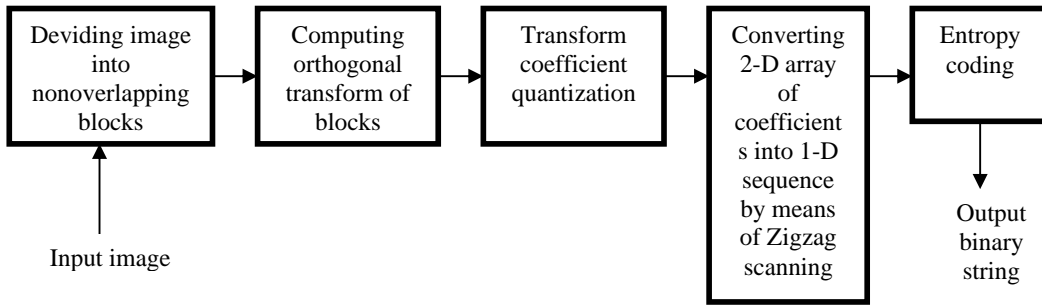 Deviding image
into
nonoverlapping
blocks
Computing
orthogonal
transform of
blocks
Transform
coefficient
quantization
Converting
2-D array
of
coefficient
s into 1-D
sequence
by means
of Zigzag
scanning
Entropy
coding
Input image
Output
binary
string